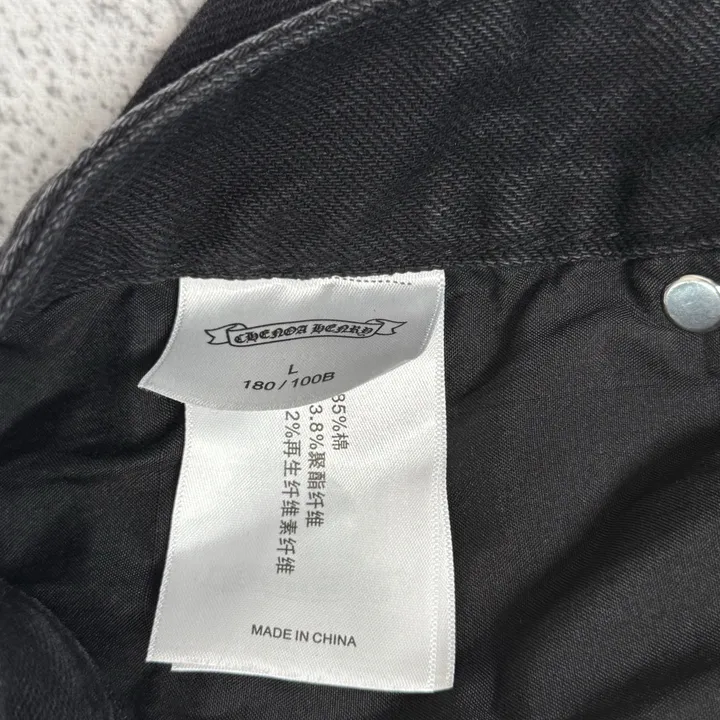 CHENOA HENRY
L
180/100B
85%棉
3.8%聚酯纤维
2%再生纤维素纤维
MADE IN CHINA